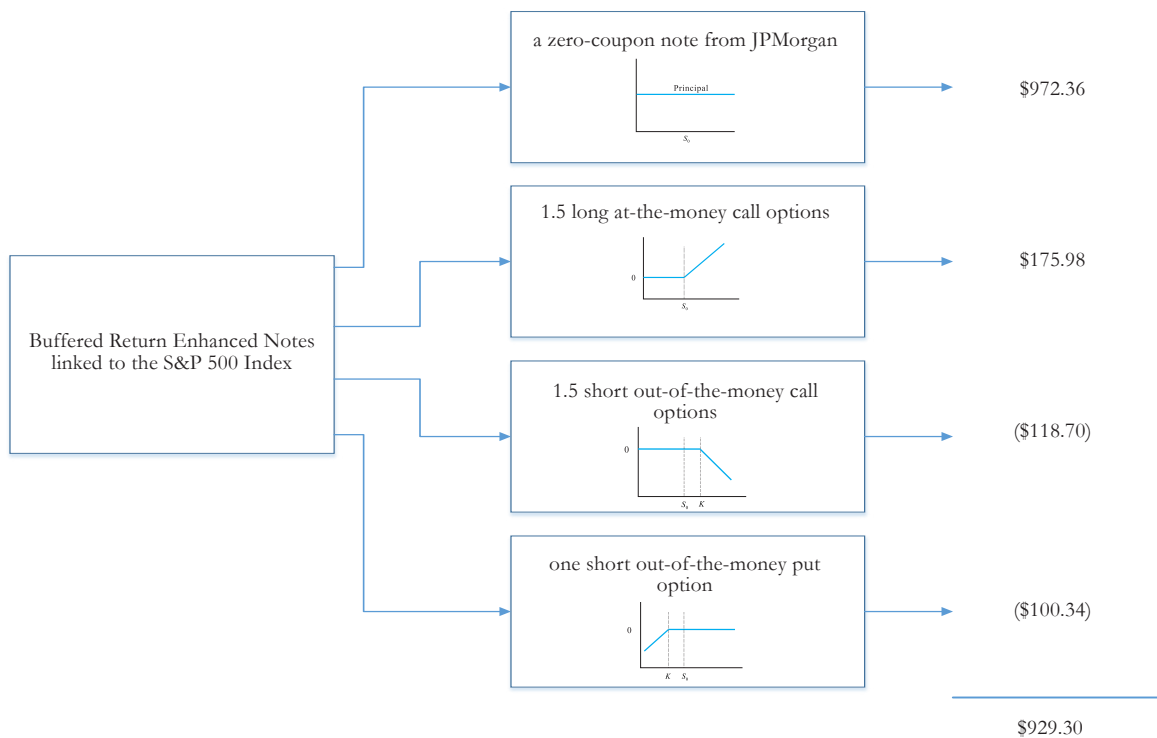 a zero-coupon note from JPMorgan
Principal
S0
$972.36
1.5 long at-the-money call options
0
S0
$175.98
Buffered Return Enhanced Notes
linked to the S&P 500 Index
1.5 short out-of-the-money call
options
0
S0 K
($118.70)
one short out-of-the-money put
option
0
K S0
($100.34)
$929.30